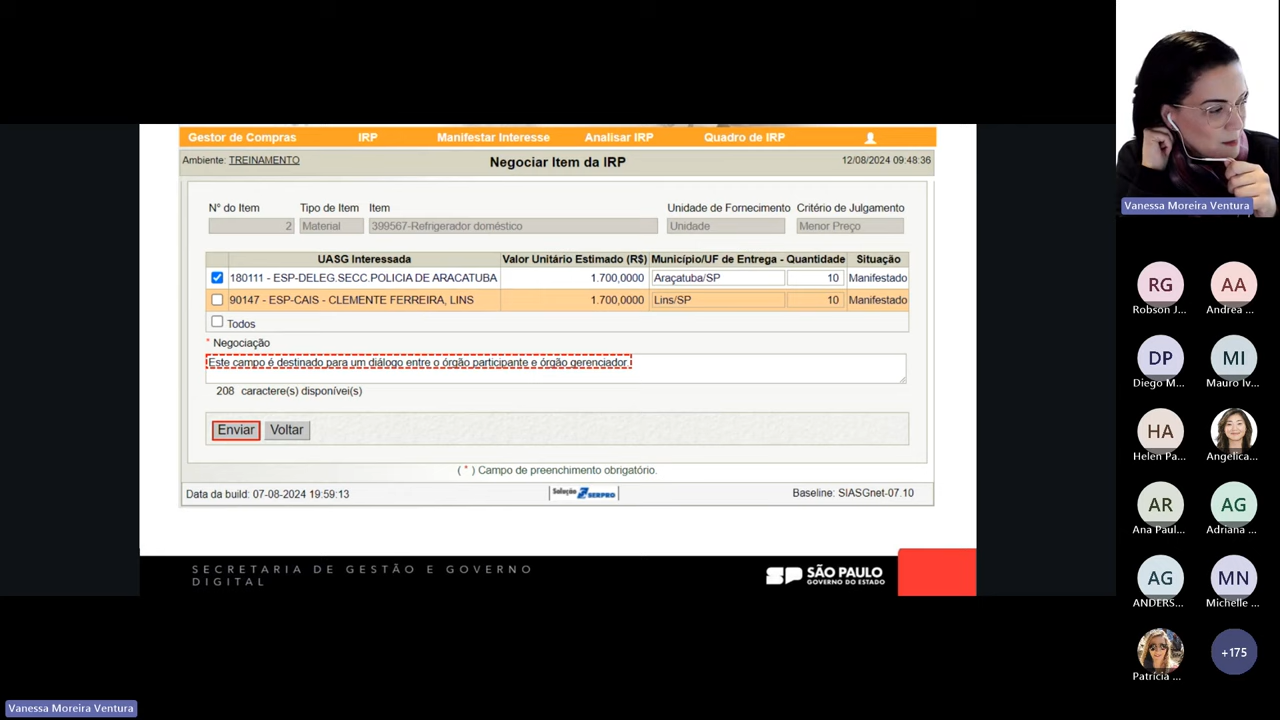 Gestor de Compras IRP Manifestar Interesse Analisar IRP Quadro de IRP
Ambiente: TREINAMENTO Negociar Item da IRP 12/08/2024 09:48:36
Nº do Item Tipo de Item Item Unidade de Fornecimento Critério de Julgamento
2 Material 399567-Refrigerador doméstico Unidade Menor Preço
UASG Interessada Valor Unitário Estimado (R$) Município/UF de Entrega - Quantidade Situação
180111 - ESP-DELEG.SECC.POLICIA DE ARACATUBA 1.700,0000 Araçatuba/SP 10 Manifestado
90147 - ESP-CAIS - CLEMENTE FERREIRA, LINS 1.700,0000 Lins/SP 10 Manifestado
Todos
* Negociação
Este campo é destinado para um diálogo entre o órgão participante e órgão gerenciador.
208 caractere(s) disponível(s)
Enviar Voltar
( * ) Campo de preenchimento obrigatório.
Data da build: 07-08-2024 19:59:13 Solução SERPRO Baseline: SIASGnet-07.10
SECRETARIA DE GESTÃO E GOVERNO
DIGITAL
SP SÃO PAULO
GOVERNO DO ESTADO
Vanessa Moreira Ventura
RG AA
Robson J... Andrea ...
DP MI
Diego M... Mauro Iv...
HA
Helen Pa... Angelica...
AR AG
Ana Paul... Adriana ...
AG MN
ANDERS... Michelle ...
+175
Patrícia ...
Vanessa Moreira Ventura